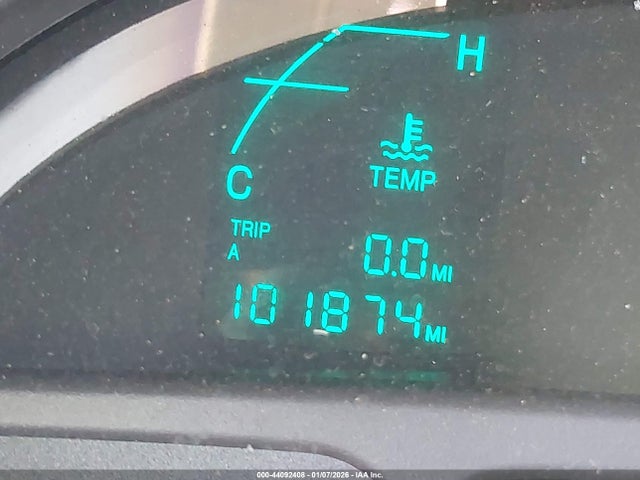 H
C
TEMP
TRIP
A
0.0 MI
101874 MI
000-44092408 - 01/07/2026 - IAA Inc.